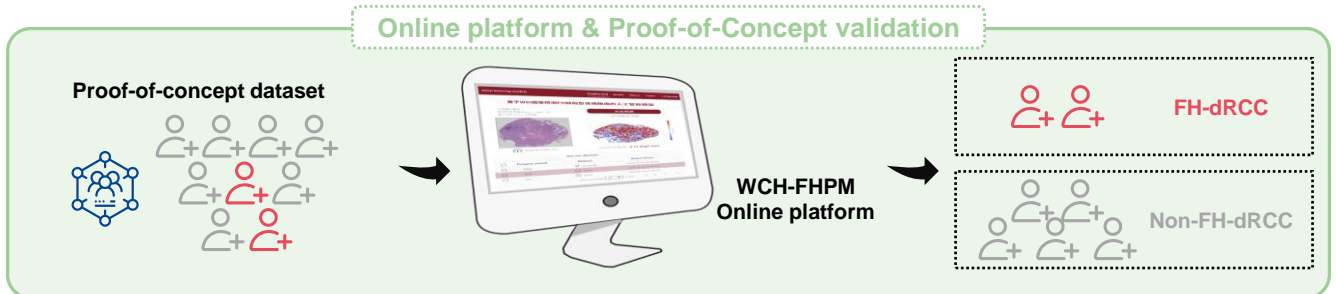 Online platform & Proof-of-Concept validation
Proof-of-concept dataset
WCH-FHPM
Online platform
FH-dRCC
Non-FH-dRCC